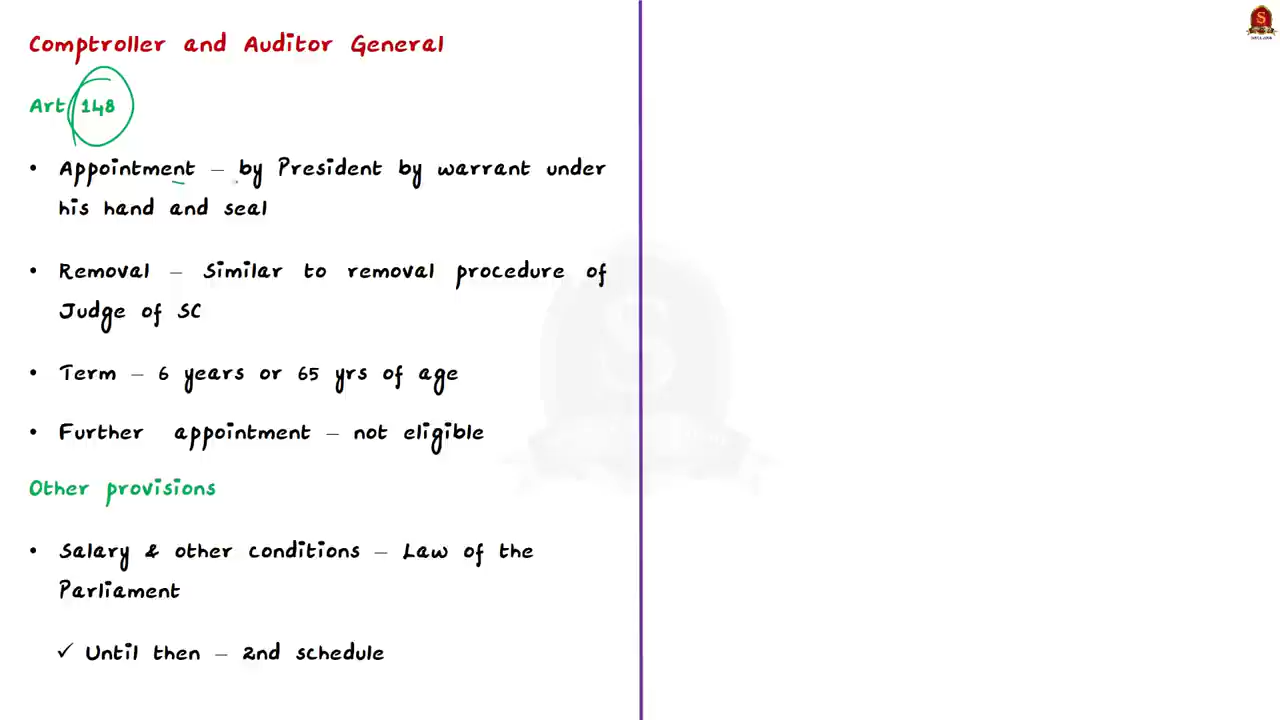 Comptroller and Auditor General
Art 148
• Appointment – by President by warrant under
his hand and seal
• Removal – Similar to removal procedure of
Judge of SC
• Term – 6 years or 65 yrs of age
• Further appointment – not eligible
Other provisions
• Salary & other conditions – Law of the
Parliament
✓ Until then – 2nd schedule